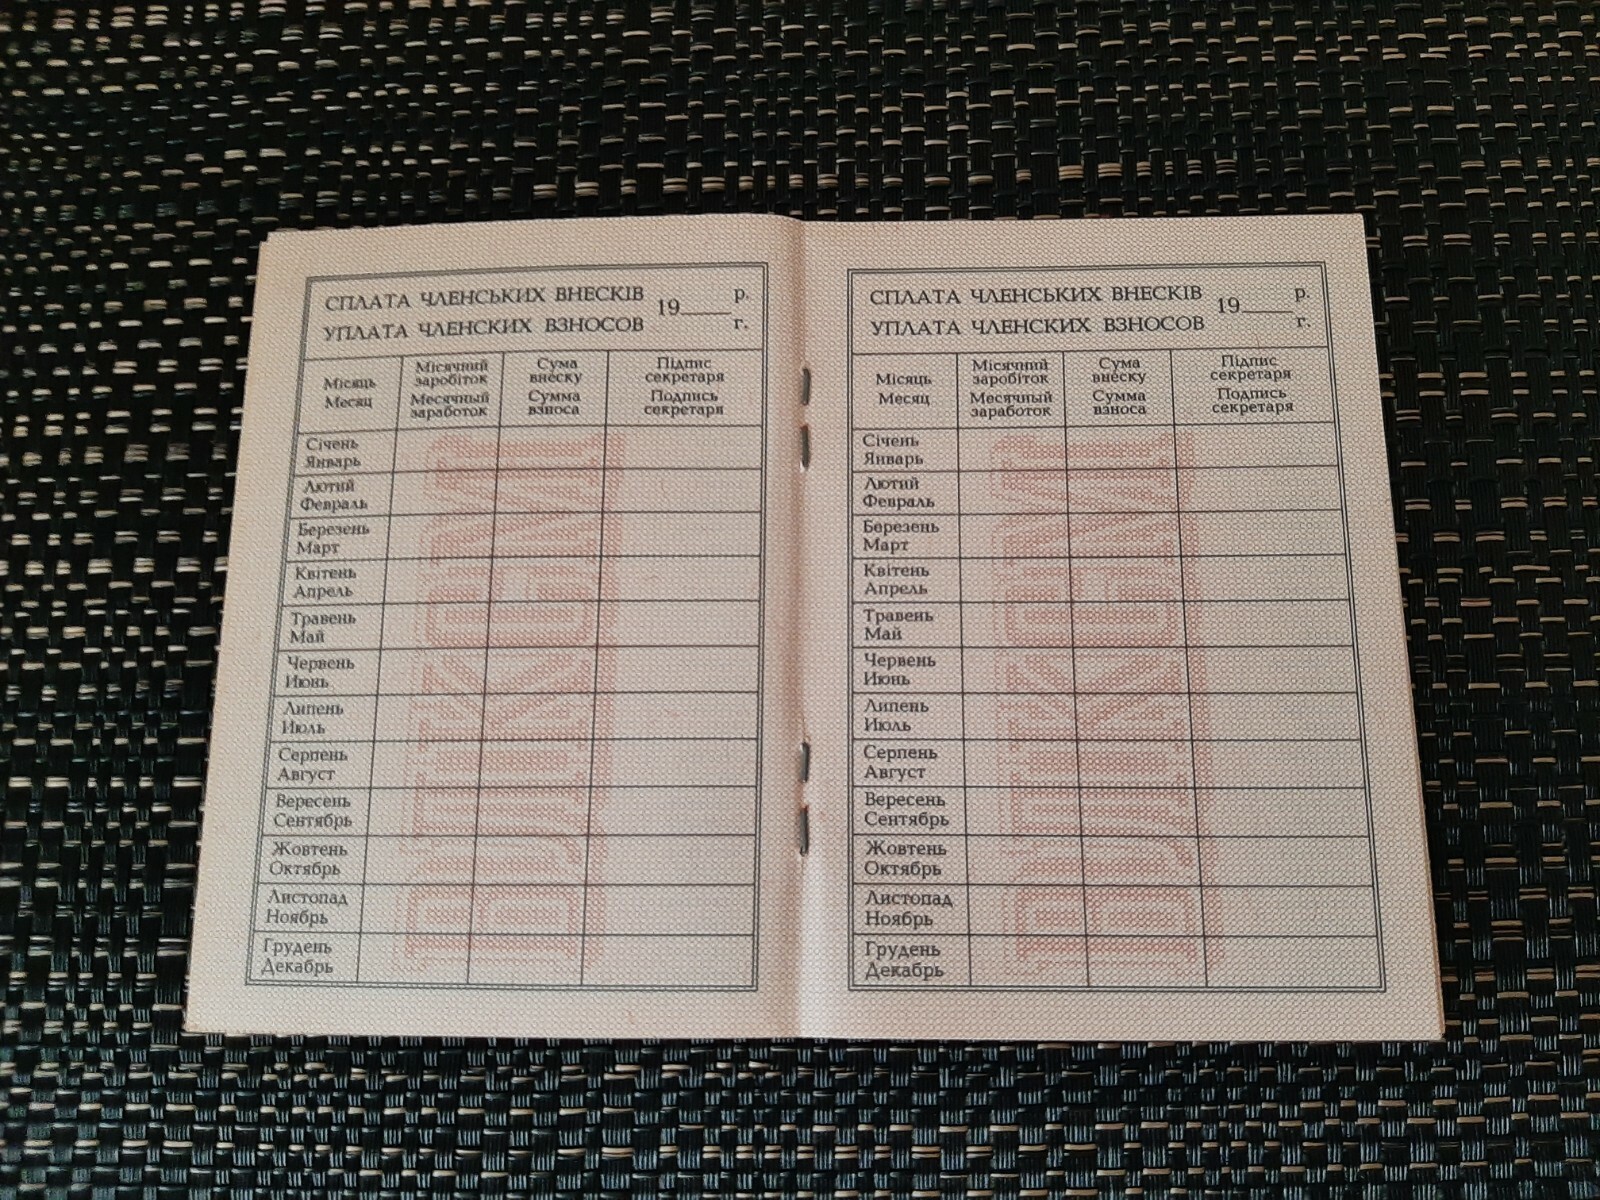 СПЛАТА ЧЛЕНСЬКИХ ВНЕСКІВ 19____ р.
УПЛАТА ЧЛЕНСКИХ ВЗНОСОВ г.
Місяць Місячний заробіток Сума внеску Підпис секретаря
Месяц Месячный заработок Сумма взноса Подпись секретаря
Січень
Январь
Лютий
Февраль
Березень
Март
Квітень
Апрель
Травень
Май
Червень
Июнь
Липень
Июль
Серпень
Август
Вересень
Сентябрь
Жовтень
Октябрь
Листопад
Ноябрь
Грудень
Декабрь
СПЛАТА ЧЛЕНСЬКИХ ВНЕСКІВ 19____ р.
УПЛАТА ЧЛЕНСКИХ ВЗНОСОВ г.
Місяць Місячний заробіток Сума внеску Підпис секретаря
Месяц Месячный заработок Сумма взноса Подпись секретаря
Січень
Январь
Лютий
Февраль
Березень
Март
Квітень
Апрель
Травень
Май
Червень
Июнь
Липень
Июль
Серпень
Август
Вересень
Сентябрь
Жовтень
Октябрь
Листопад
Ноябрь
Грудень
Декабрь
ВЛКСМ
ВЛКСМ